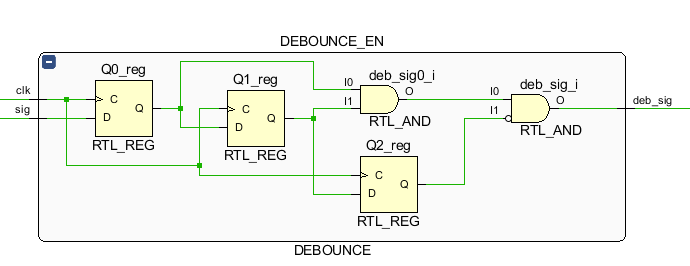 DEBOUNCE_EN
Q0_reg
clk
C
Q
sig
D
RTL_REG
Q1_reg
C
Q
D
RTL_REG
deb_sig0_i
I0
O
I1
RTL_AND
deb_sig_i
I0
O
I1
RTL_AND
deb_sig
Q2_reg
C
Q
D
RTL_REG
DEBOUNCE